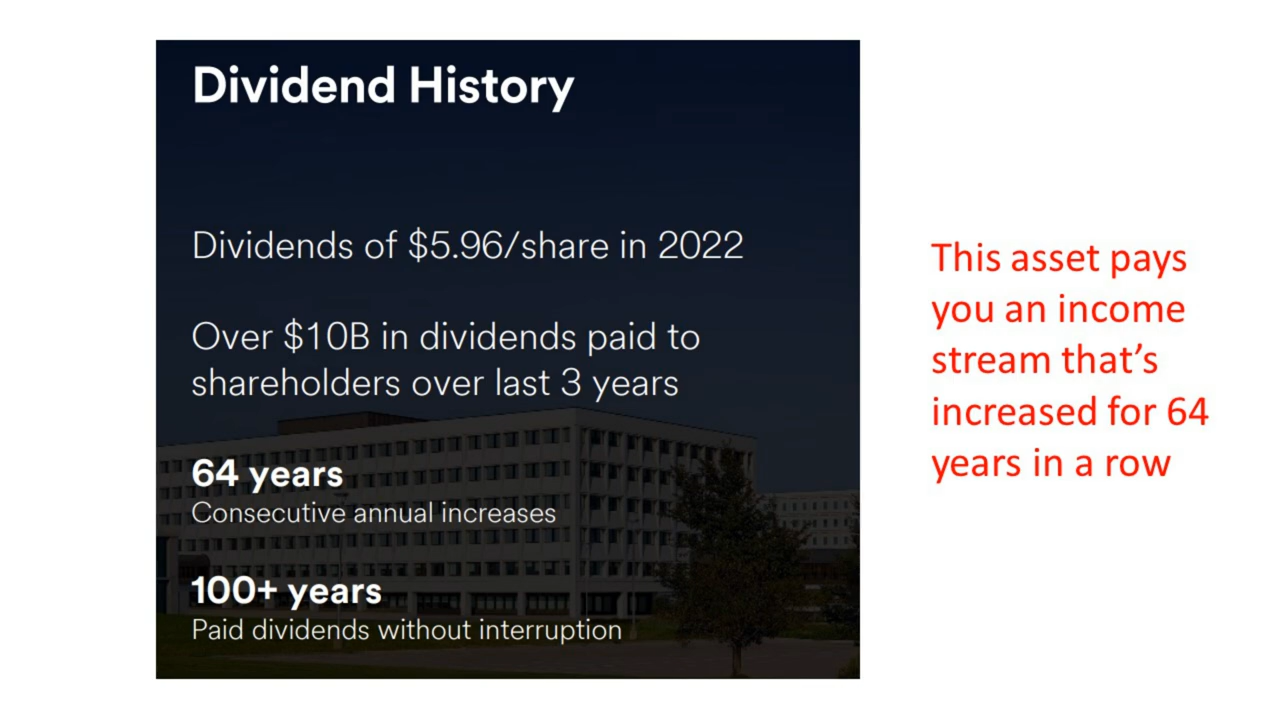 Dividend History
Dividends of $5.96/share in 2022
Over $10B in dividends paid to
shareholders over last 3 years
64 years
Consecutive annual increases
100+ years
Paid dividends without interruption
This asset pays
you an income
stream that’s
increased for 64
years in a row